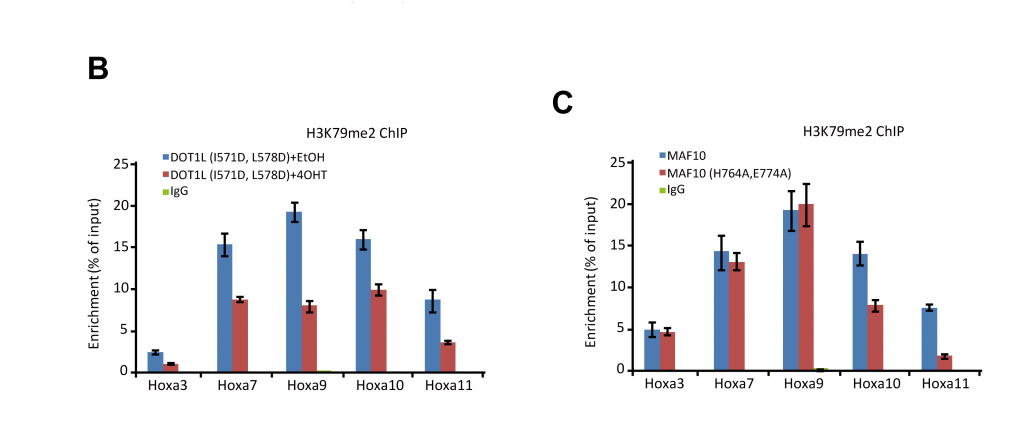 B
H3K79me2 ChIP
DOT1L (I571D, L578D)+EtOH
DOT1L (I571D, L578D)+4OHT
IgG
Enrichment (% of input)
25
20
15
10
5
0
Hoxa3 Hoxa7 Hoxa9 Hoxa10 Hoxa11
C
H3K79me2 ChIP
MAF10
MAF10 (H764A,E774A)
IgG
Enrichment (% of input)
25
20
15
10
5
0
Hoxa3 Hoxa7 Hoxa9 Hoxa10 Hoxa11